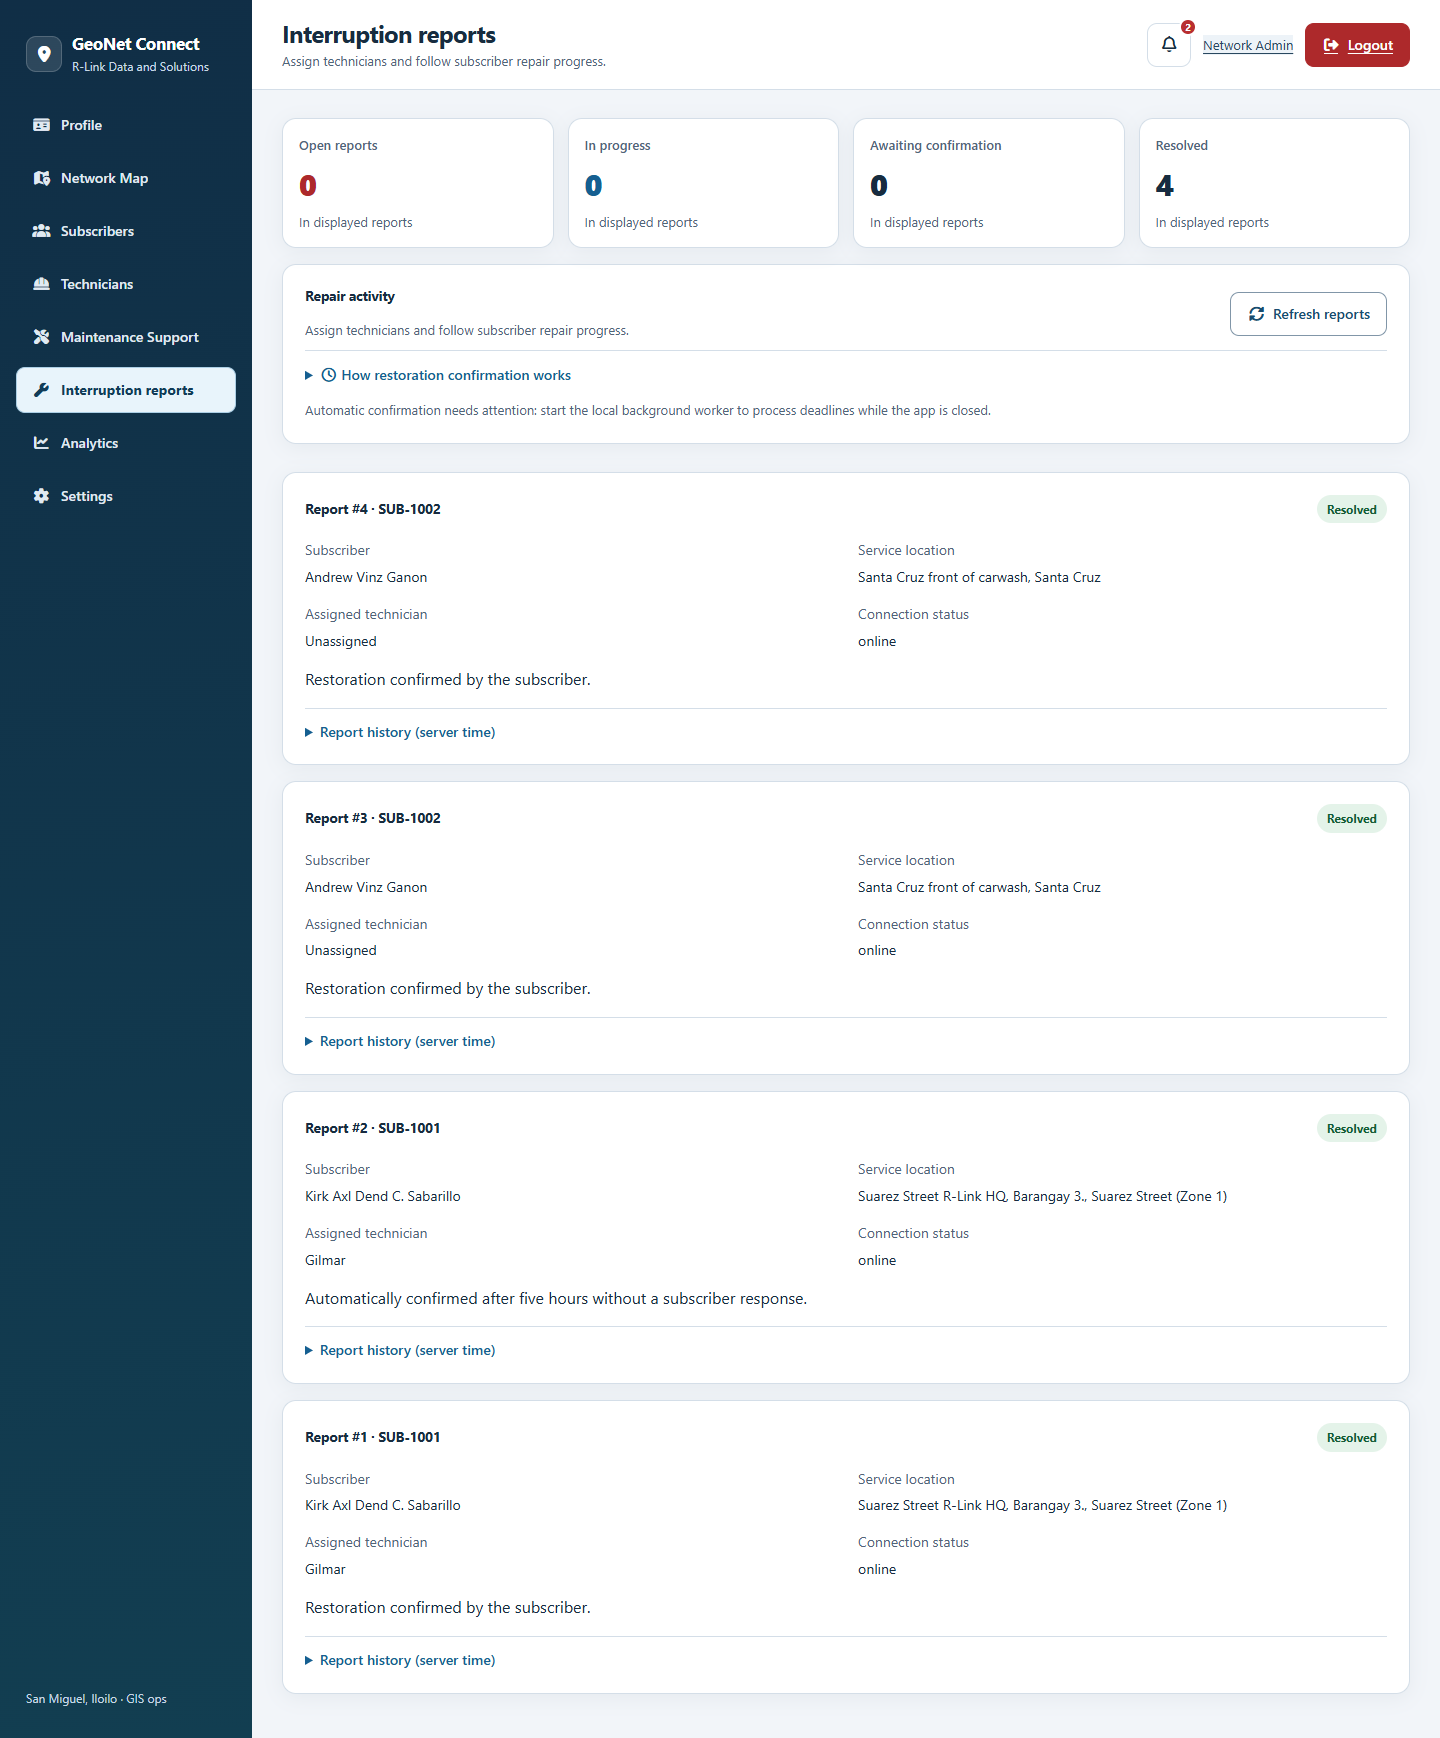 GeoNet Connect
R-Link Data and Solutions
Profile
Network Map
Subscribers
Technicians
Maintenance Support
Interruption reports
Analytics
Settings
San Miguel, Iloilo · GIS ops
Interruption reports
Assign technicians and follow subscriber repair progress.
2
Network Admin
Logout
Open reports
0
In displayed reports
In progress
0
In displayed reports
Awaiting confirmation
0
In displayed reports
Resolved
4
In displayed reports
Repair activity
Assign technicians and follow subscriber repair progress.
Refresh reports
How restoration confirmation works
Automatic confirmation needs attention: start the local background worker to process deadlines while the app is closed.
Report #4 · SUB-1002
Resolved
Subscriber
Andrew Vinz Ganon
Service location
Santa Cruz front of carwash, Santa Cruz
Assigned technician
Unassigned
Connection status
online
Restoration confirmed by the subscriber.
Report history (server time)
Report #3 · SUB-1002
Resolved
Subscriber
Andrew Vinz Ganon
Service location
Santa Cruz front of carwash, Santa Cruz
Assigned technician
Unassigned
Connection status
online
Restoration confirmed by the subscriber.
Report history (server time)
Report #2 · SUB-1001
Resolved
Subscriber
Kirk Axl Dend C. Sabarillo
Service location
Suarez Street R-Link HQ, Barangay 3., Suarez Street (Zone 1)
Assigned technician
Gilmar
Connection status
online
Automatically confirmed after five hours without a subscriber response.
Report history (server time)
Report #1 · SUB-1001
Resolved
Subscriber
Kirk Axl Dend C. Sabarillo
Service location
Suarez Street R-Link HQ, Barangay 3., Suarez Street (Zone 1)
Assigned technician
Gilmar
Connection status
online
Restoration confirmed by the subscriber.
Report history (server time)